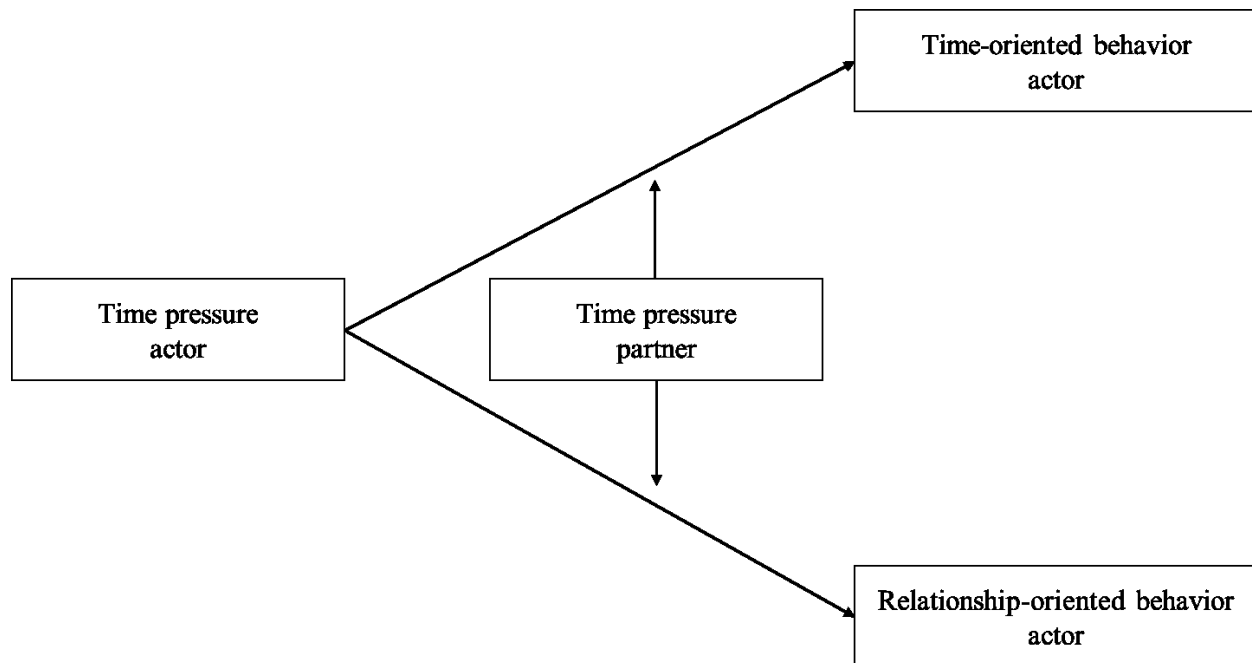 Time-oriented behavior
actor
Time pressure
actor
Time pressure
partner
Relationship-oriented behavior
actor